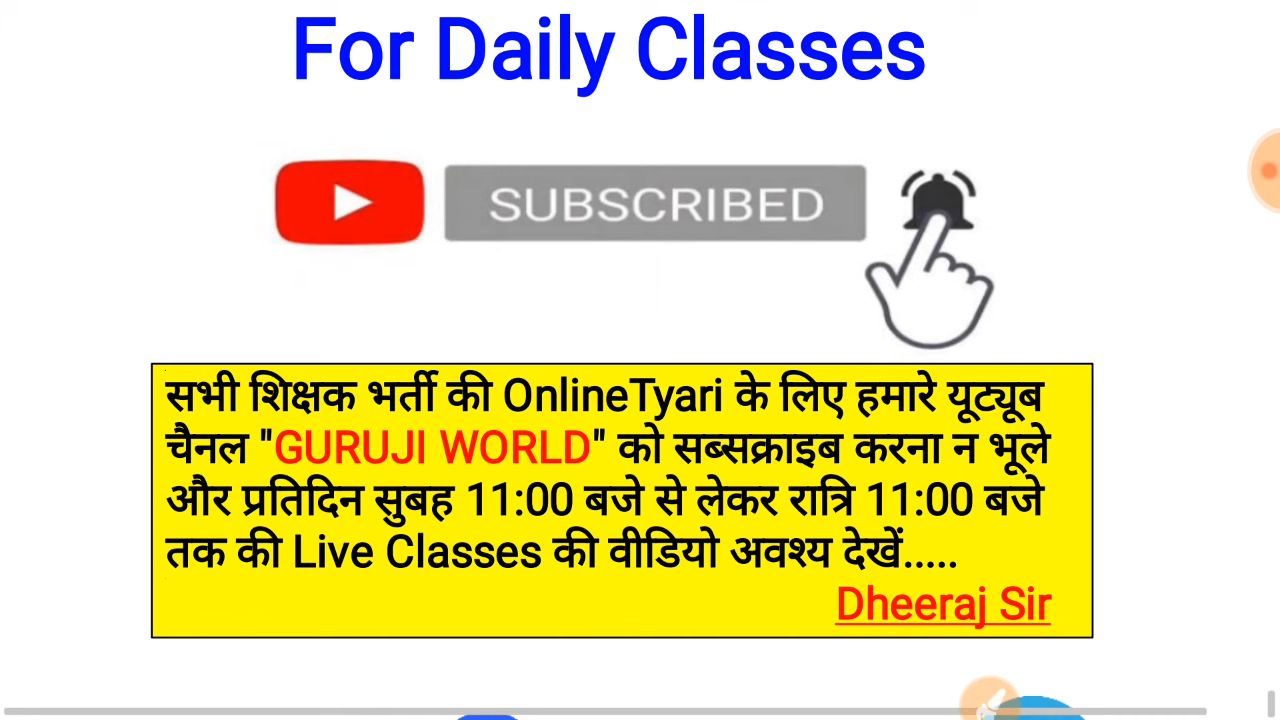 For Daily Classes
SUBSCRIBED
सभी शिक्षक भर्ती की OnlineTyari के लिए हमारे यूट्यूब
चैनल "GURUJI WORLD" को सब्सक्राइब करना न भूले
और प्रतिदिन सुबह 11:00 बजे से लेकर रात्रि 11:00 बजे
तक की Live Classes की वीडियो अवश्य देखें.....
Dheeraj Sir